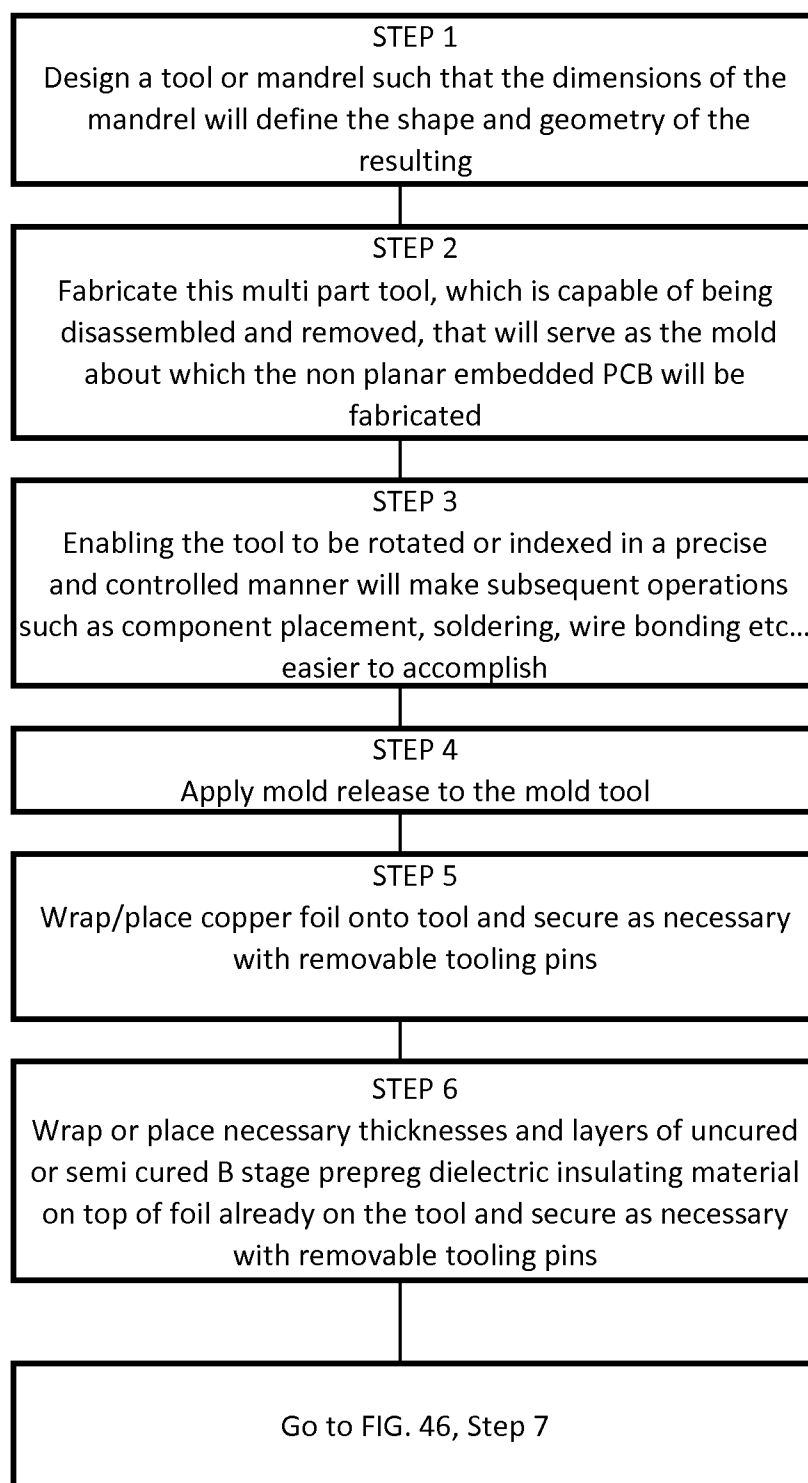 STEP 1
Design a tool or mandrel such that the dimensions of the
mandrel will define the shape and geometry of the
resulting
STEP 2
Fabricate this multi part tool, which is capable of being
disassembled and removed, that will serve as the mold
about which the non planar embedded PCB will be
fabricated
STEP 3
Enabling the tool to be rotated or indexed in a precise
and controlled manner will make subsequent operations
such as component placement, soldering, wire bonding etc...
easier to accomplish
STEP 4
Apply mold release to the mold tool
STEP 5
Wrap/place copper foil onto tool and secure as necessary
with removable tooling pins
STEP 6
Wrap or place necessary thicknesses and layers of uncured
or semi cured B stage prepreg dielectric insulating material
on top of foil already on the tool and secure as necessary
with removable tooling pins
Go to FIG. 46, Step 7